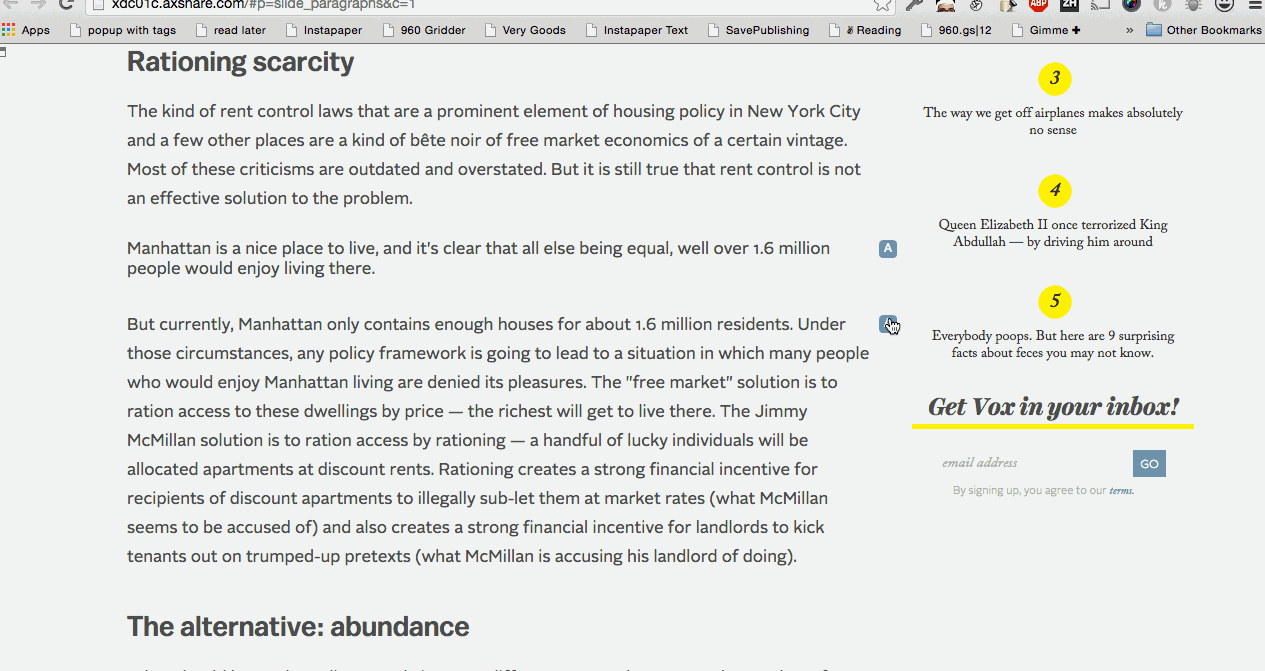 xdc01c.axshare.com/#p=slide_paragraphs&c=1
ABP
ZH
Apps
popup with tags
read later
Instapaper
960 Gridder
Very Goods
Instapaper Text
SavePublishing
Reading
960.gs|12
Gimme ✚
»
Other Bookmarks
Rationing scarcity
The kind of rent control laws that are a prominent element of housing policy in New York City
and a few other places are a kind of bête noir of free market economics of a certain vintage.
Most of these criticisms are outdated and overstated. But it is still true that rent control is not
an effective solution to the problem.
Manhattan is a nice place to live, and it's clear that all else being equal, well over 1.6 million
people would enjoy living there.
A
But currently, Manhattan only contains enough houses for about 1.6 million residents. Under
those circumstances, any policy framework is going to lead to a situation in which many people
who would enjoy Manhattan living are denied its pleasures. The "free market" solution is to
ration access to these dwellings by price — the richest will get to live there. The Jimmy
McMillan solution is to ration access by rationing — a handful of lucky individuals will be
allocated apartments at discount rents. Rationing creates a strong financial incentive for
recipients of discount apartments to illegally sub-let them at market rates (what McMillan
seems to be accused of) and also creates a strong financial incentive for landlords to kick
tenants out on trumped-up pretexts (what McMillan is accusing his landlord of doing).
The alternative: abundance
3
The way we get off airplanes makes absolutely
no sense
4
Queen Elizabeth II once terrorized King
Abdullah — by driving him around
5
Everybody poops. But here are 9 surprising
facts about feces you may not know.
Get Vox in your inbox!
email address
GO
By signing up, you agree to our terms.